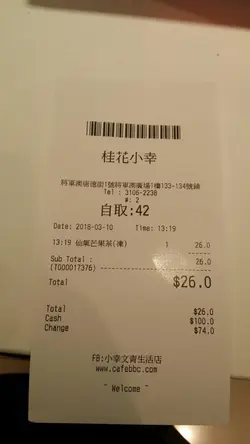 桂花小幸
將軍澳唐德街1號將軍澳廣場1樓133-134號舖
Tel : 3106-2238
#: 2
自取:42
Date: 2018-03-10 Time: 13:19
13:19 仙氣芒果茶(凍) 1 26.0
Sub Total : 26.0
(T000017376)
Total $26.0
Total $26.0
Cash $100.0
Change $74.0
FB:小幸文青生活店
www.cafebbc.com
~ Welcome ~